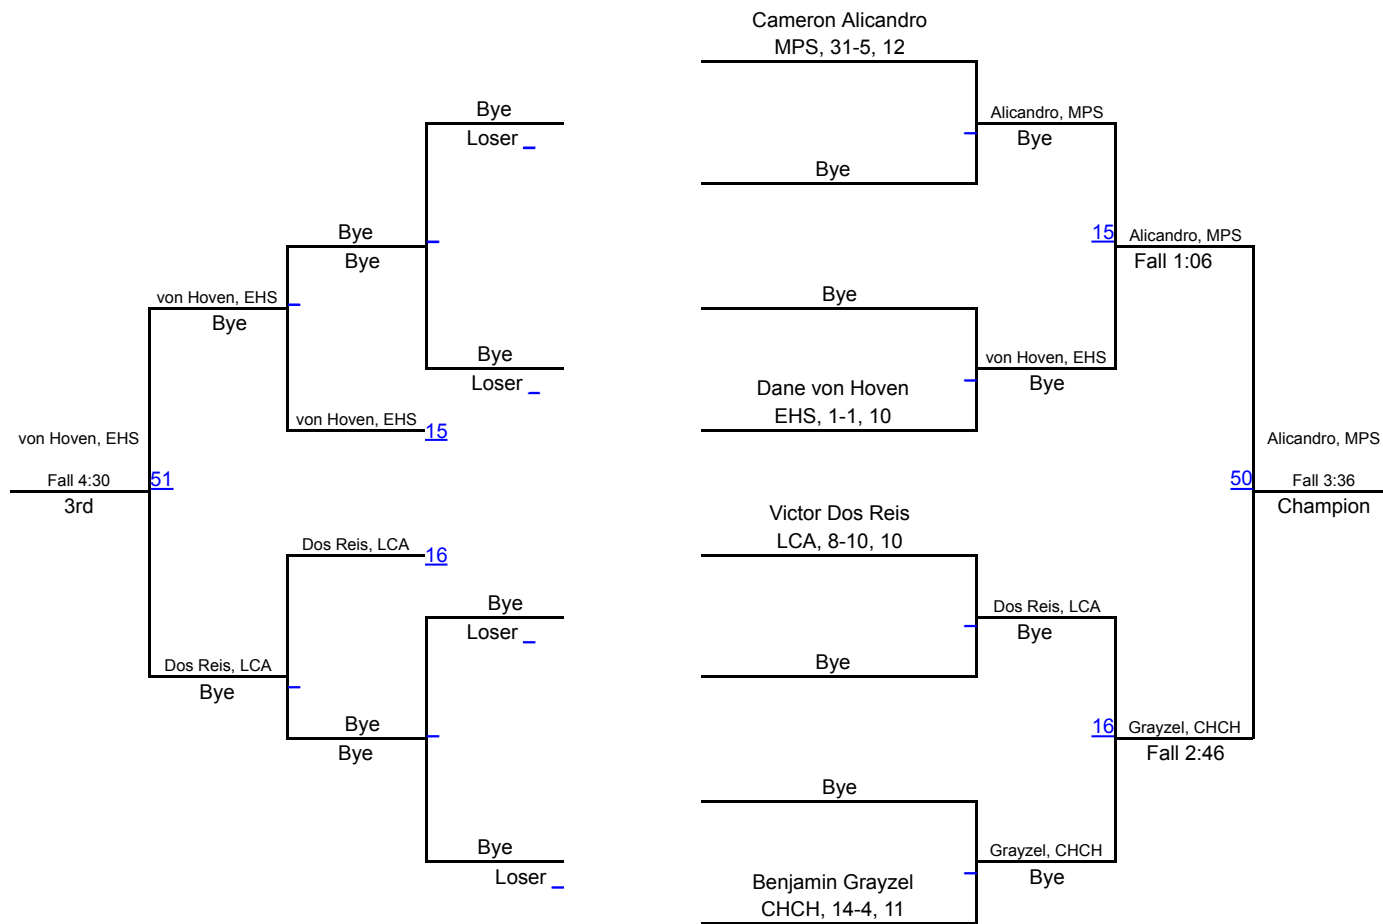 Cameron Alicandro
MPS, 31-5, 12
Bye
Loser
Alicandro, MPS
Bye
Bye
Bye
Bye
15
Alicandro, MPS
Fall 1:06
von Hoven, EHS
Bye
Bye
Bye
Loser
von Hoven, EHS
Bye
Dane von Hoven
EHS, 1-1, 10
von Hoven, EHS
15
von Hoven, EHS
Fall 4:30
51
3rd
Alicandro, MPS
50
Fall 3:36
Champion
Victor Dos Reis
LCA, 8-10, 10
Dos Reis, LCA
16
Bye
Loser
Dos Reis, LCA
Bye
Dos Reis, LCA
Bye
Bye
Bye
Bye
16
Grayzel, CHCH
Fall 2:46
Bye
Bye
Loser
Grayzel, CHCH
Bye
Benjamin Grayzel
CHCH, 14-4, 11